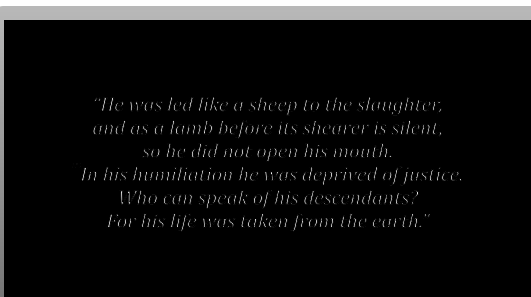 "He was led like a sheep to the slaughter,
and as a lamb before its shearer is silent,
so he did not open his mouth.
In his humiliation he was deprived of justice.
Who can speak of his descendants?
For his life was taken from the earth."